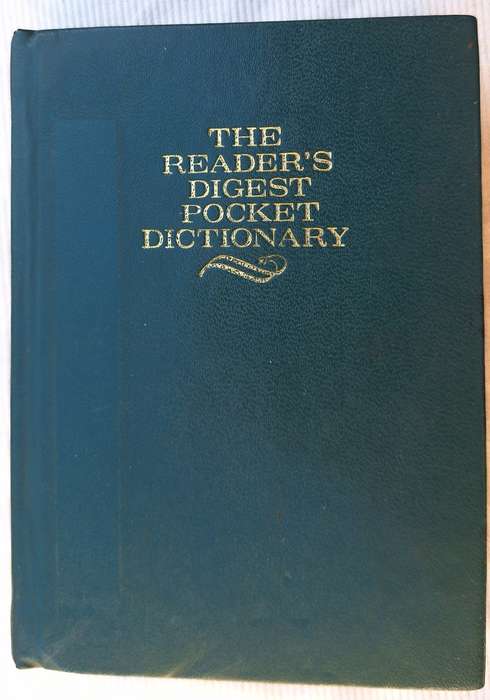 THE
READER'S
DIGEST
POCKET
DICTIONARY